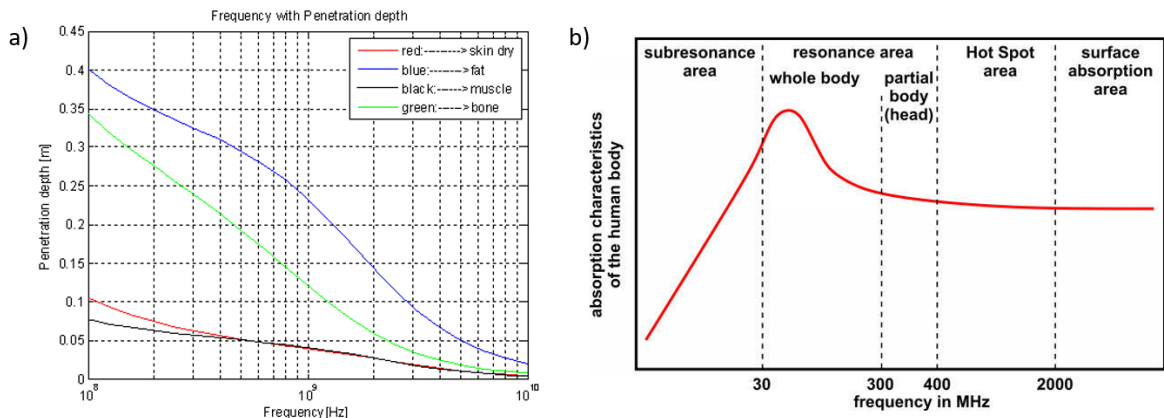 a)
Frequency with Penetration depth
0.45
0.4
0.35
0.3
0.25
0.2
0.15
0.1
0.05
0
Penetration depth [m]
red:-------> skin dry
blue:------->fat
black:------->muscle
green:------->bone
10^8
10^9
10^10
Frequency[Hz]
b)
subresonance
area
resonance area
whole body
partial
body
(head)
Hot Spot
area
surface
absorption
area
absorption characteristics
of the human body
30
300
400
2000
frequency in MHz